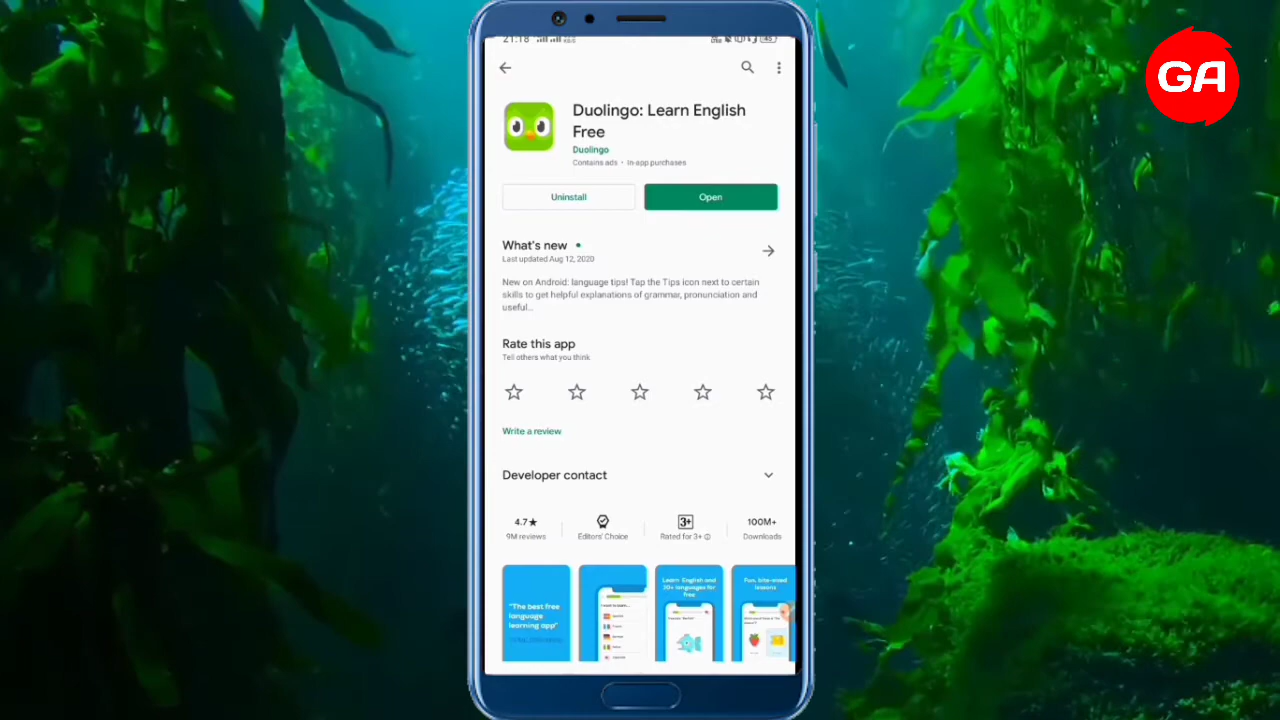 GA
21:18
Duolingo: Learn English
Free
Duolingo
Contains ads • In-app purchases
Uninstall
Open
What's new •
Last updated Aug 12, 2020
New on Android: language tips! Tap the Tips icon next to certain
skills to get helpful explanations of grammar, pronunciation and
useful...
Rate this app
Tell others what you think
Write a review
Developer contact
4.7★
9M reviews
Editors' Choice
3+
Rated for 3+
100M+
Downloads
"The best free
language
learning app"
Learn English and
30+ languages for
free
Fun, bite-sized
lessons